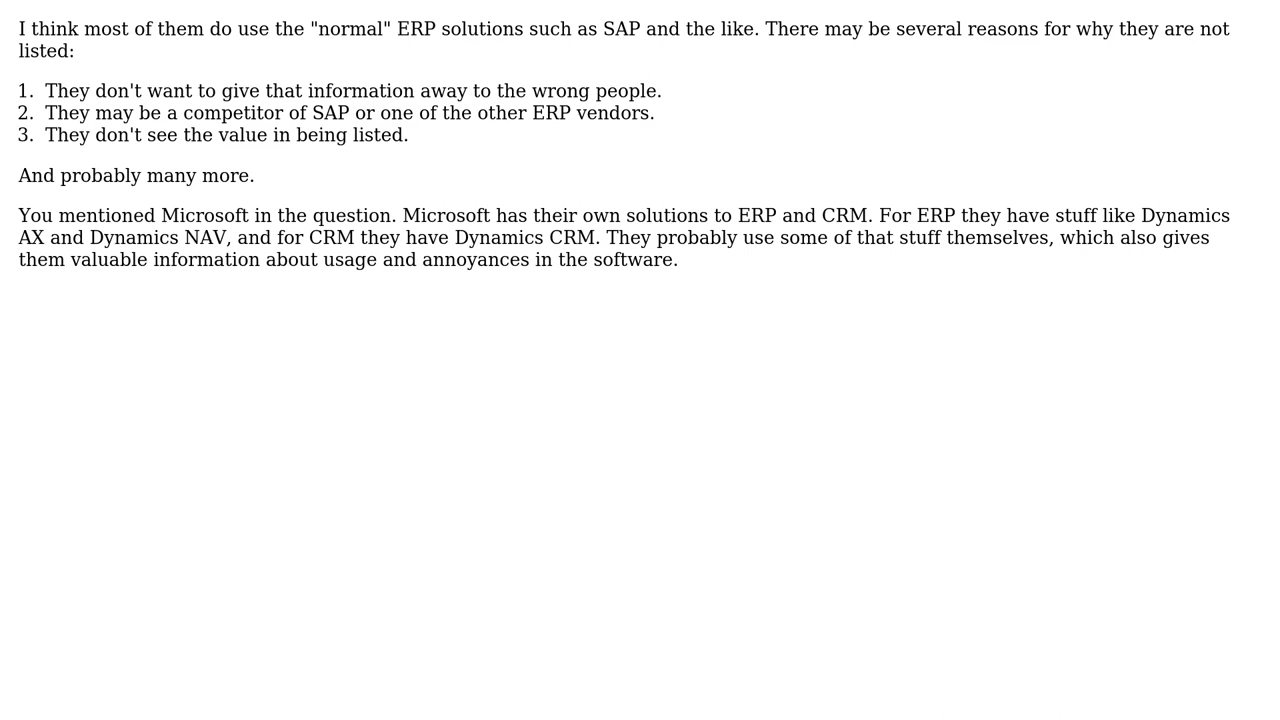 I think most of them do use the "normal" ERP solutions such as SAP and the like. There may be several reasons for why they are not
listed:
1. They don't want to give that information away to the wrong people.
2. They may be a competitor of SAP or one of the other ERP vendors.
3. They don't see the value in being listed.
And probably many more.
You mentioned Microsoft in the question. Microsoft has their own solutions to ERP and CRM. For ERP they have stuff like Dynamics
AX and Dynamics NAV, and for CRM they have Dynamics CRM. They probably use some of that stuff themselves, which also gives
them valuable information about usage and annoyances in the software.